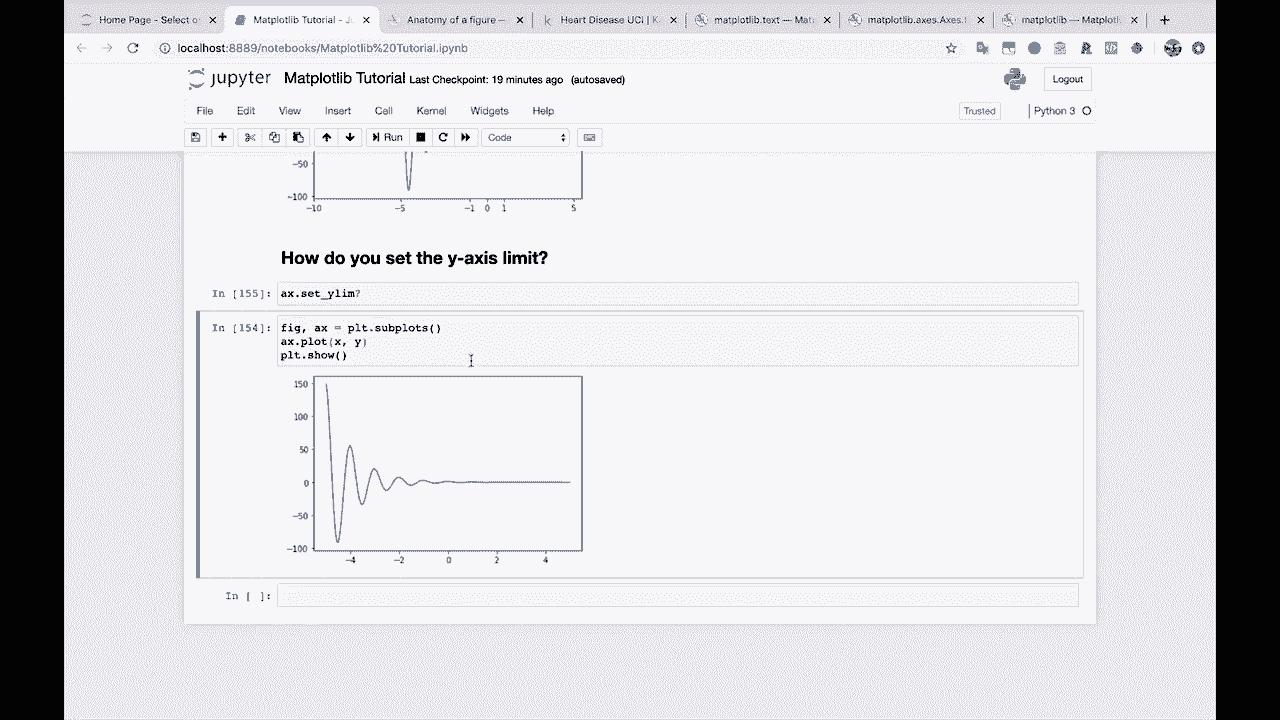 Home Page - Select o
Matplotlib Tutorial - J
Anatomy of a figure —
Heart Disease UCI | K
matplotlib.text — Mat
matplotlib.axes.Axes.
matplotlib — Matplotl
localhost:8889/notebooks/Matplotlib%20Tutorial.ipynb
jupyter Matplotlib Tutorial Last Checkpoint: 19 minutes ago (autosaved)
Logout
File Edit View Insert Cell Kernel Widgets Help
Trusted
Python 3
Run
Code
−50
−100
−10 −5 −1 0 1 5
How do you set the y-axis limit?
In [155]: ax.set_ylim?
In [154]: fig, ax = plt.subplots()
ax.plot(x, y)
plt.show()
150
100
50
0
−50
−100
−4 −2 0 2 4
In [ ]: